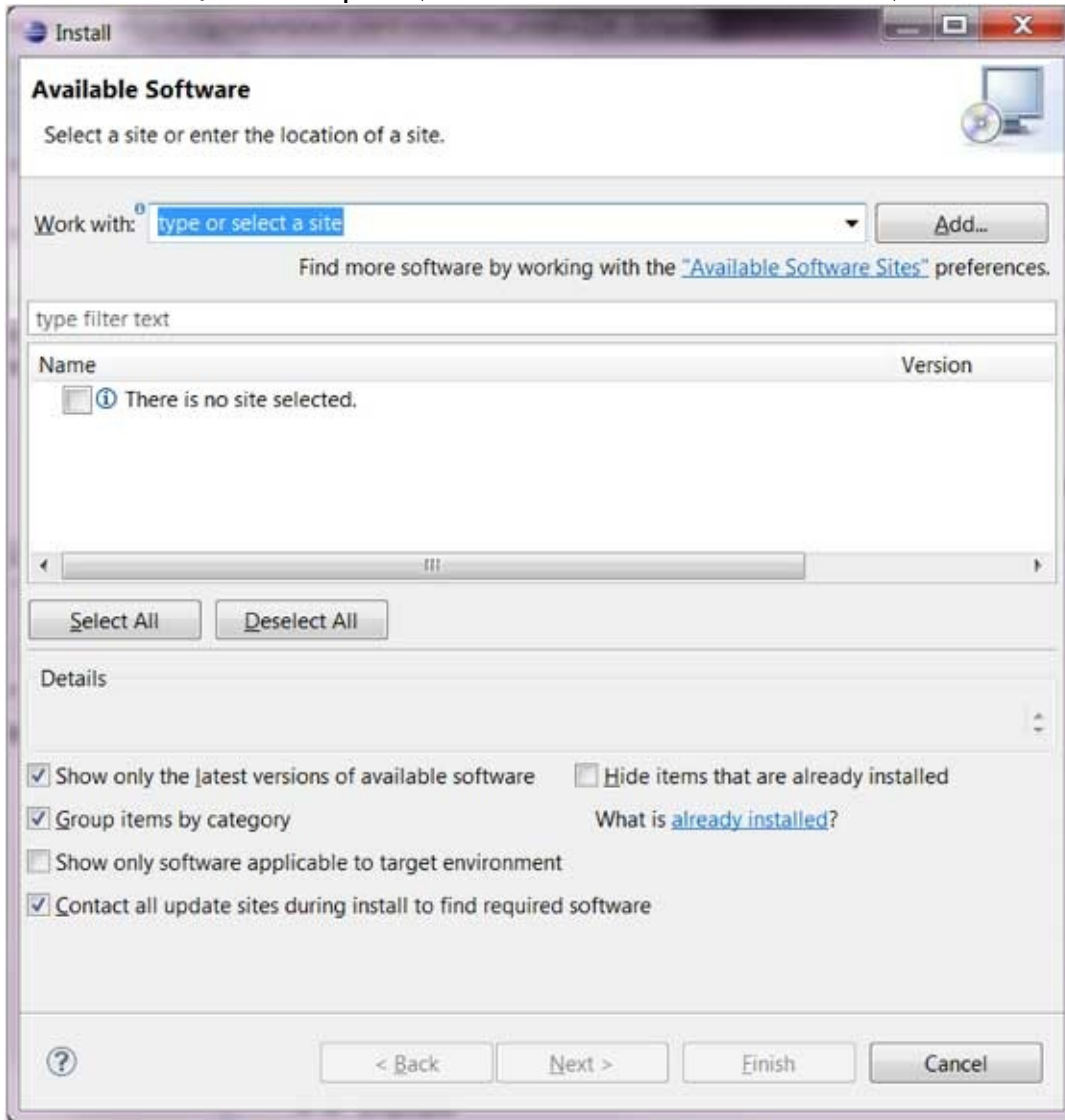 Install
Available Software
Select a site or enter the location of a site.
Work with: type or select a site Add...
Find more software by working with the "Available Software Sites" preferences.
type filter text
Name Version
There is no site selected.
Select All Deselect All
Details
Show only the latest versions of available software Hide items that are already installed
Group items by category What is already installed?
Show only software applicable to target environment
Contact all update sites during install to find required software
? < Back Next > Finish Cancel